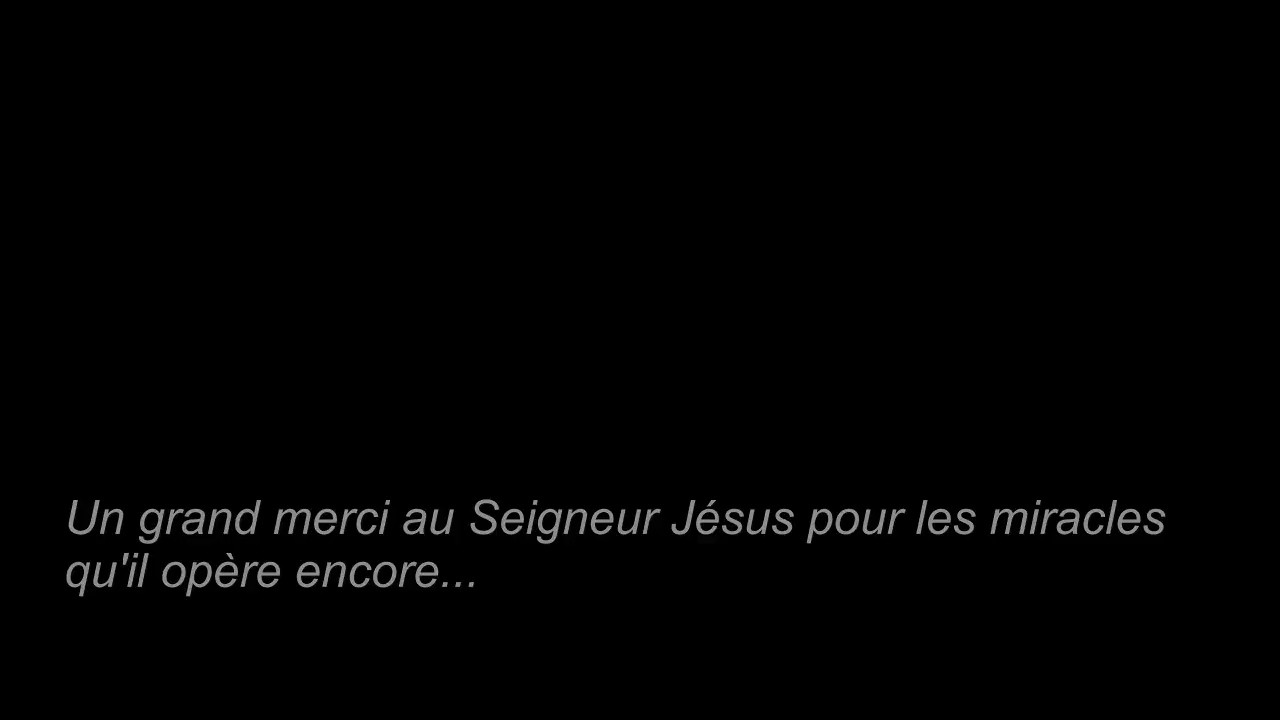 Un grand merci au Seigneur Jésus pour les miracles
qu'il opère encore...